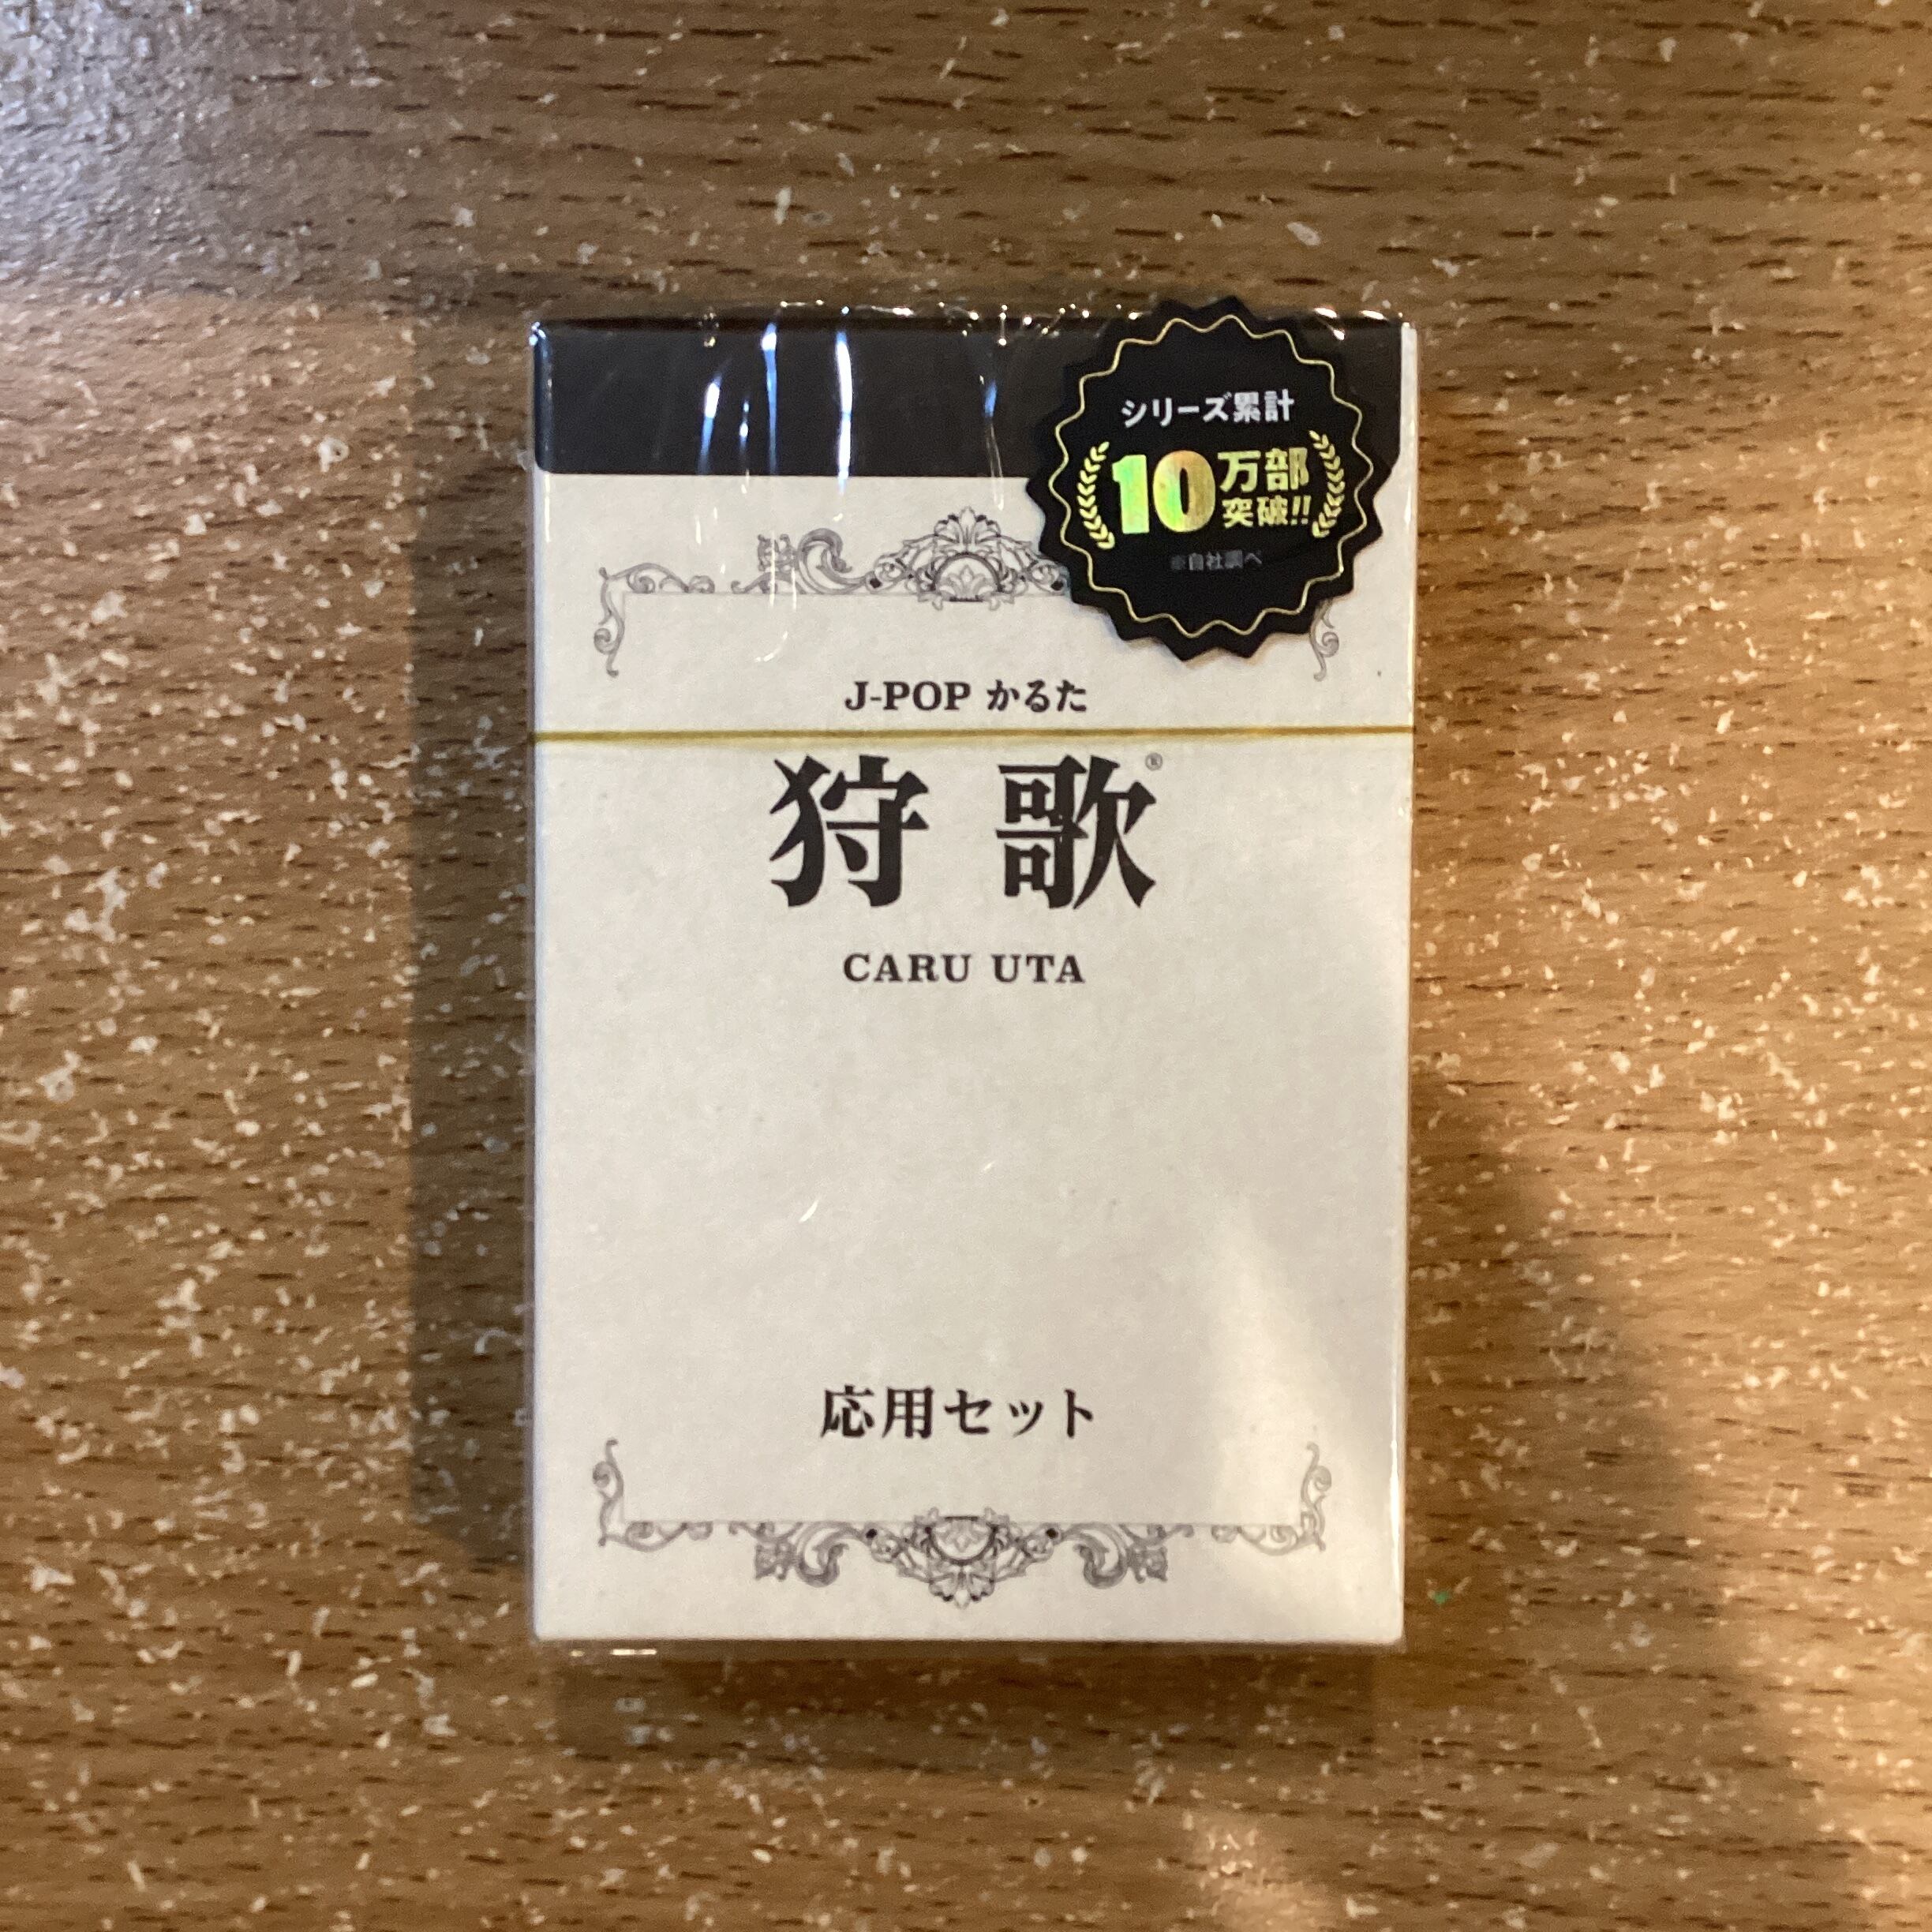 シリーズ累計
10万部
突破!!
※自社調べ
J-POP かるた
狩歌®
CARU UTA
応用セット